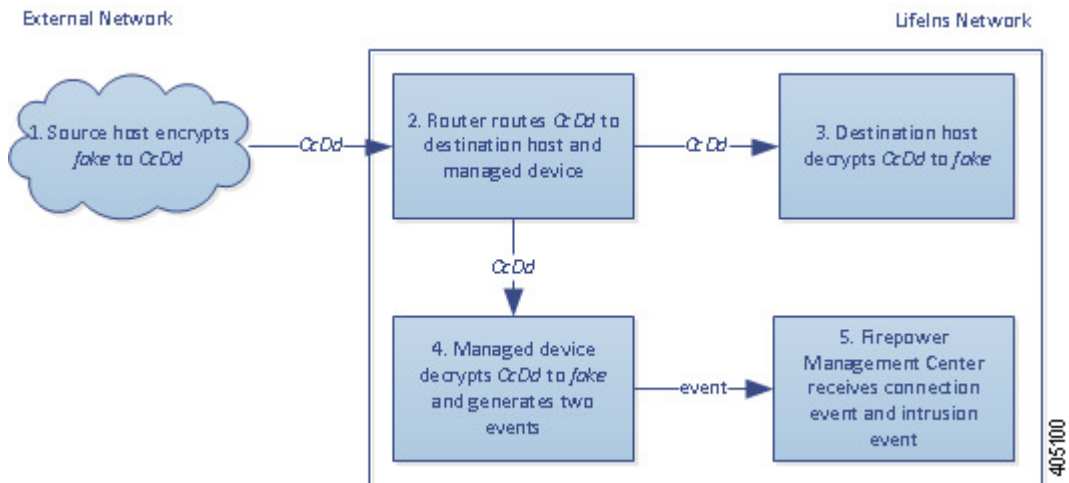 External Network
LifeIns Network
1. Source host encrypts
fake to CcDd
CcDd
2. Router routes CcDd to
destination host and
managed device
CcDd
3. Destination host
decrypts CcDd to fake
CcDd
4. Managed device
decrypts CcDd to fake
and generates two
events
event
5. Firepower
Management Center
receives connection
event and intrusion
event
405100